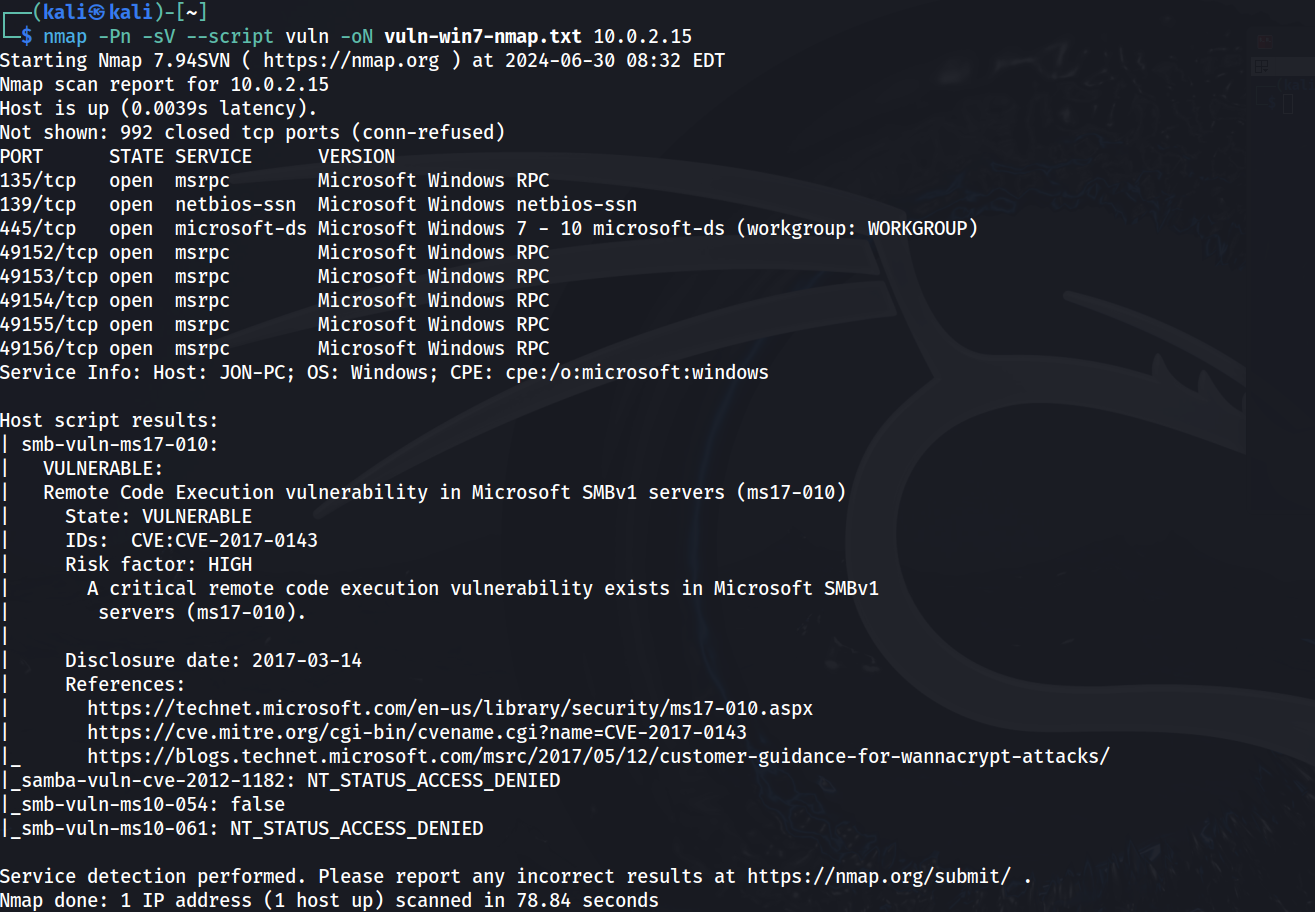 ┌──(kali㉿kali)-[~]
└─$ nmap -Pn -sV --script vuln -oN vuln-win7-nmap.txt 10.0.2.15
Starting Nmap 7.94SVN ( https://nmap.org ) at 2024-06-30 08:32 EDT
Nmap scan report for 10.0.2.15
Host is up (0.0039s latency).
Not shown: 992 closed tcp ports (conn-refused)
PORT      STATE SERVICE      VERSION
135/tcp   open  msrpc        Microsoft Windows RPC
139/tcp   open  netbios-ssn  Microsoft Windows netbios-ssn
445/tcp   open  microsoft-ds Microsoft Windows 7 - 10 microsoft-ds (workgroup: WORKGROUP)
49152/tcp open  msrpc        Microsoft Windows RPC
49153/tcp open  msrpc        Microsoft Windows RPC
49154/tcp open  msrpc        Microsoft Windows RPC
49155/tcp open  msrpc        Microsoft Windows RPC
49156/tcp open  msrpc        Microsoft Windows RPC
Service Info: Host: JON-PC; OS: Windows; CPE: cpe:/o:microsoft:windows

Host script results:
| smb-vuln-ms17-010:
|   VULNERABLE:
|   Remote Code Execution vulnerability in Microsoft SMBv1 servers (ms17-010)
|     State: VULNERABLE
|     IDs:  CVE:CVE-2017-0143
|     Risk factor: HIGH
|       A critical remote code execution vulnerability exists in Microsoft SMBv1
|        servers (ms17-010).
|
|     Disclosure date: 2017-03-14
|     References:
|       https://technet.microsoft.com/en-us/library/security/ms17-010.aspx
|       https://cve.mitre.org/cgi-bin/cvename.cgi?name=CVE-2017-0143
|_      https://blogs.technet.microsoft.com/msrc/2017/05/12/customer-guidance-for-wannacrypt-attacks/
|_samba-vuln-cve-2012-1182: NT_STATUS_ACCESS_DENIED
|_smb-vuln-ms10-054: false
|_smb-vuln-ms10-061: NT_STATUS_ACCESS_DENIED

Service detection performed. Please report any incorrect results at https://nmap.org/submit/ .
Nmap done: 1 IP address (1 host up) scanned in 78.84 seconds